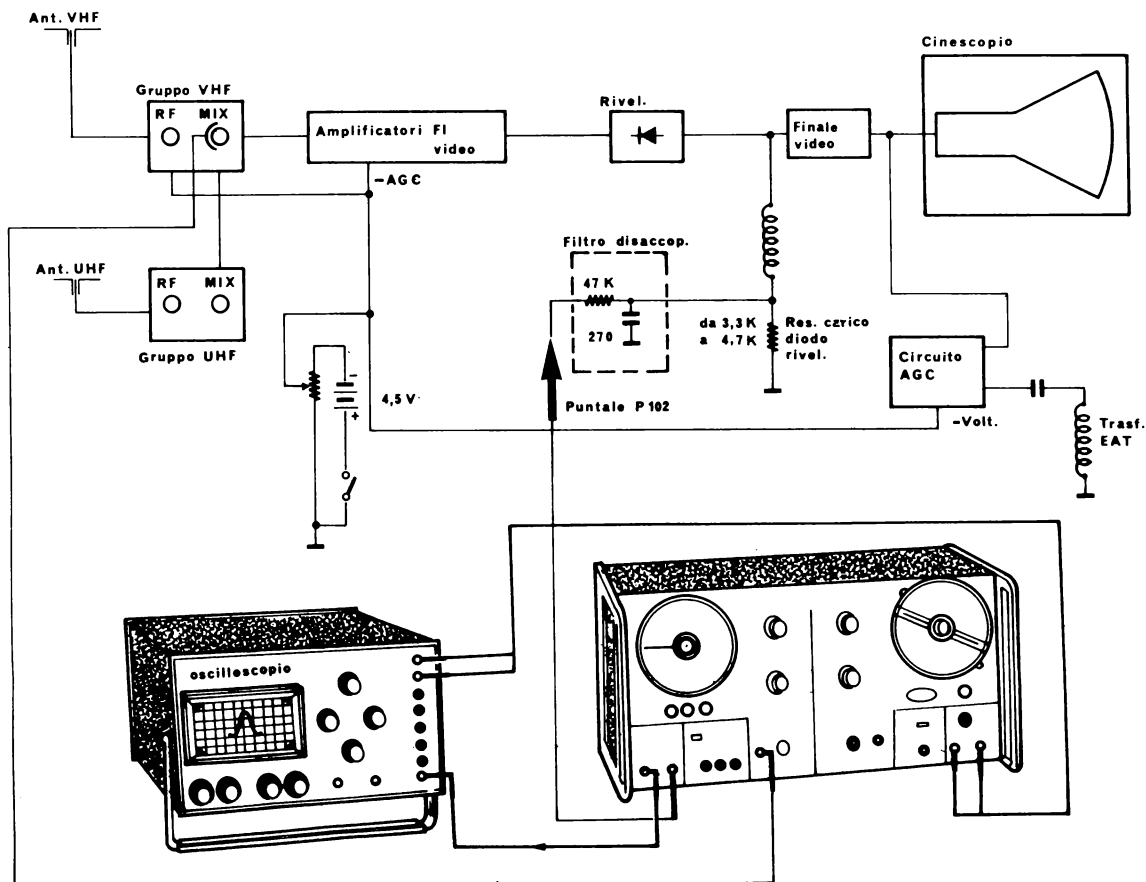 Ant. VHF
Cinescopio
Gruppo VHF
RF
MIX
Rivel.
Amplificatori FI
video
Finale
video
–AGC
Filtro disaccop.
Ant. UHF
RF
MIX
47 K
270
da 3,3K
a 4,7K
Res. carico
diodo
rivel.
Gruppo UHF
Circuito
AGC
4,5 V
–
+
Puntale P 102
–Volt.
Trasf.
EAT
oscilloscopio